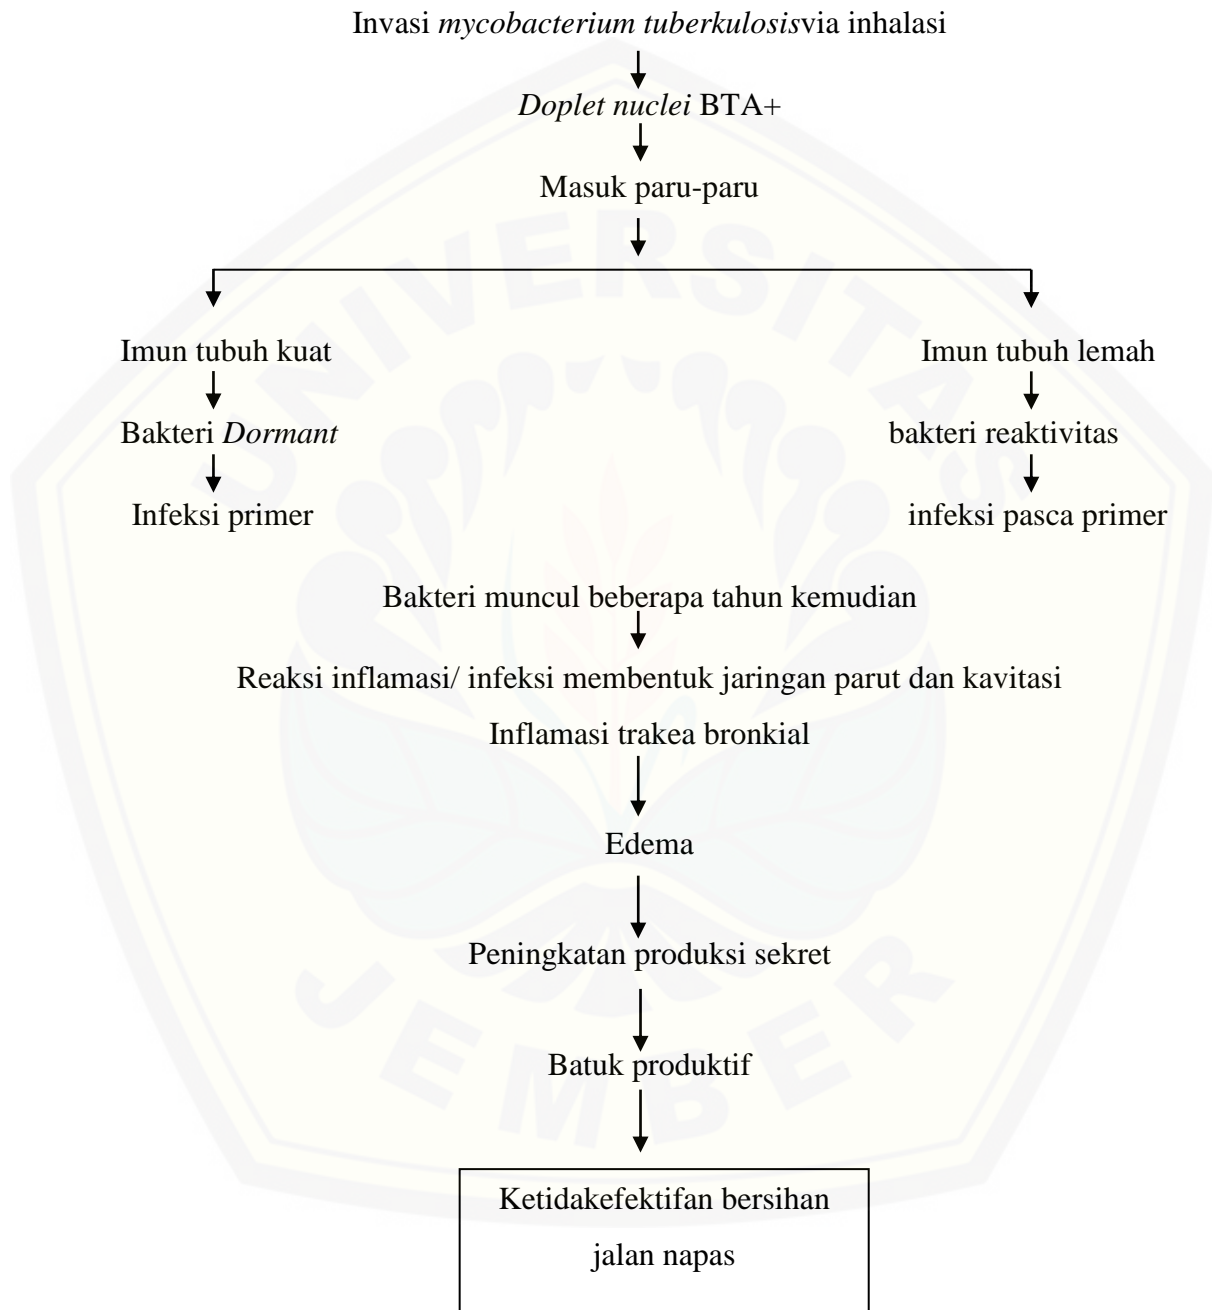 Invasi mycobacterium tuberkulosisvia inhalasi
Doplet nuclei BTA+
Masuk paru-paru
Imun tubuh kuat
Imun tubuh lemah
Bakteri Dormant
bakteri reaktivitas
Infeksi primer
infeksi pasca primer
Bakteri muncul beberapa tahun kemudian
Reaksi inflamasi/ infeksi membentuk jaringan parut dan kavitasi
Inflamasi trakea bronkial
Edema
Peningkatan produksi sekret
Batuk produktif
Ketidakefektifan bersihan
jalan napas
UNIVERSITAS
JEMBER